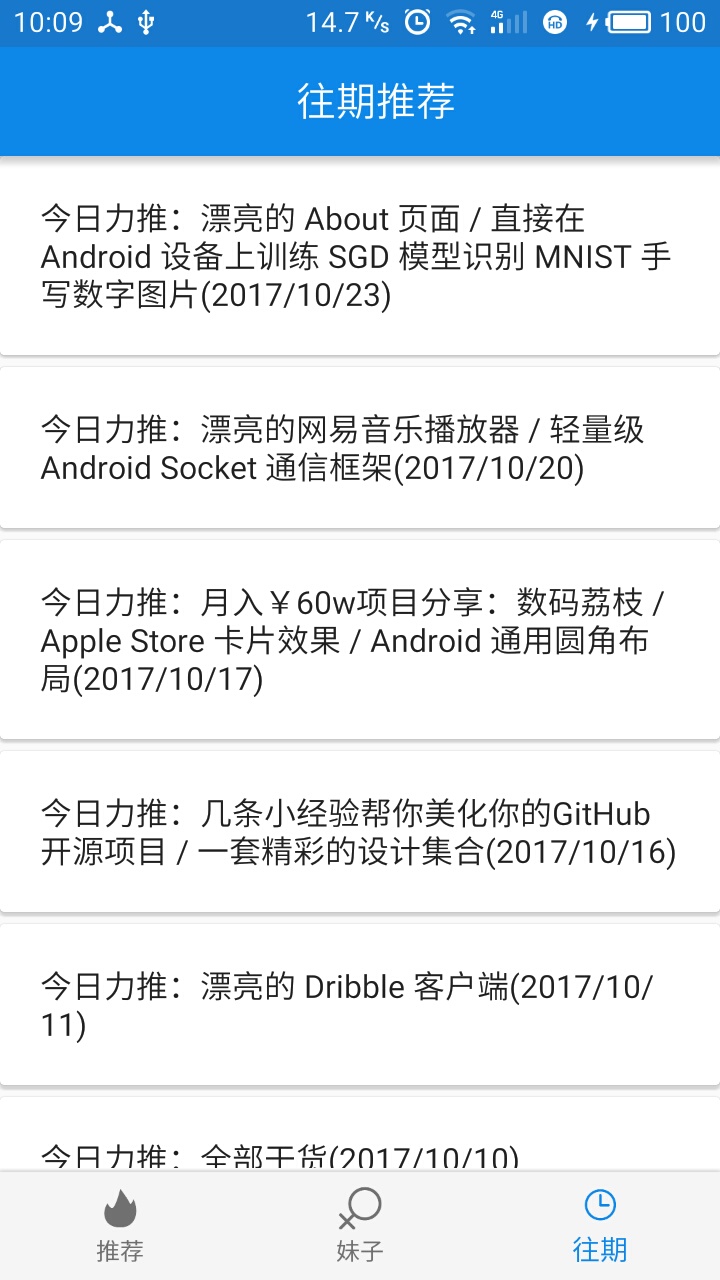 10:09 14.7 K/s 4G HD 100
往期推荐
今日力推：漂亮的 About 页面 / 直接在
Android 设备上训练 SGD 模型识别 MNIST 手
写数字图片(2017/10/23)
今日力推：漂亮的网易音乐播放器 / 轻量级
Android Socket 通信框架(2017/10/20)
今日力推：月入￥60w项目分享：数码荔枝 /
Apple Store 卡片效果 / Android 通用圆角布
局(2017/10/17)
今日力推：几条小经验帮你美化你的GitHub
开源项目 / 一套精彩的设计集合(2017/10/16)
今日力推：漂亮的 Dribble 客户端(2017/10/
11)
今日力推：全部干货(2017/10/10)
推荐 妹子 往期